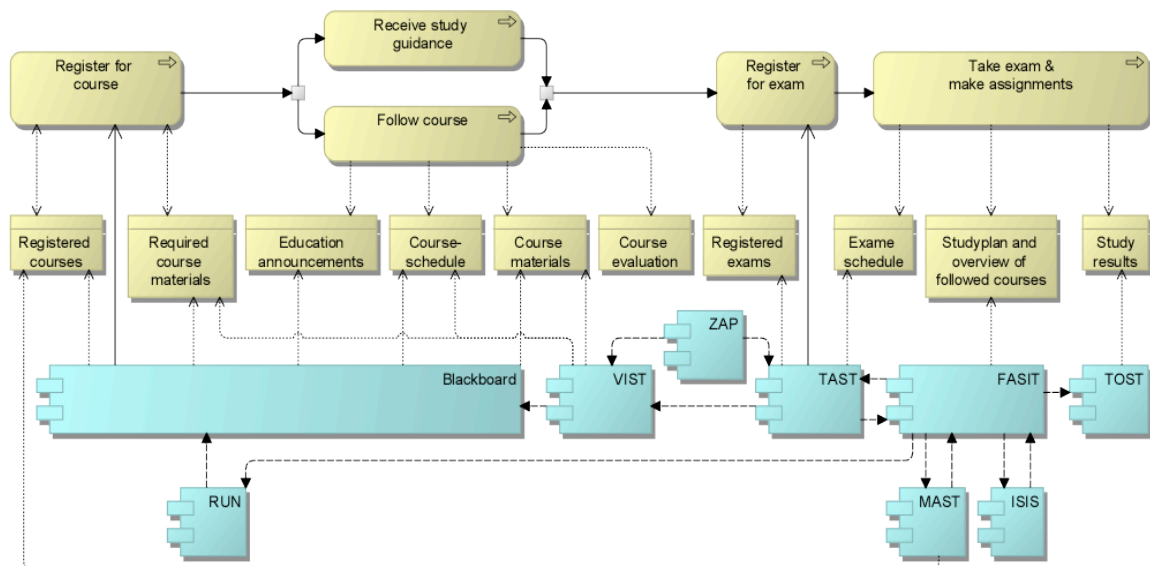 Receive study
guidance
Register for
course
Register
for exam
Take exam &
make assignments
Follow course
Registered
courses
Required
course
materials
Education
announcements
Course-
schedule
Course
materials
Course
evaluation
Registered
exams
Exame
schedule
Studyplan and
overview of
followed courses
Study
results
ZAP
Blackboard
VIST
TAST
FASIT
TOST
RUN
MAST
ISIS